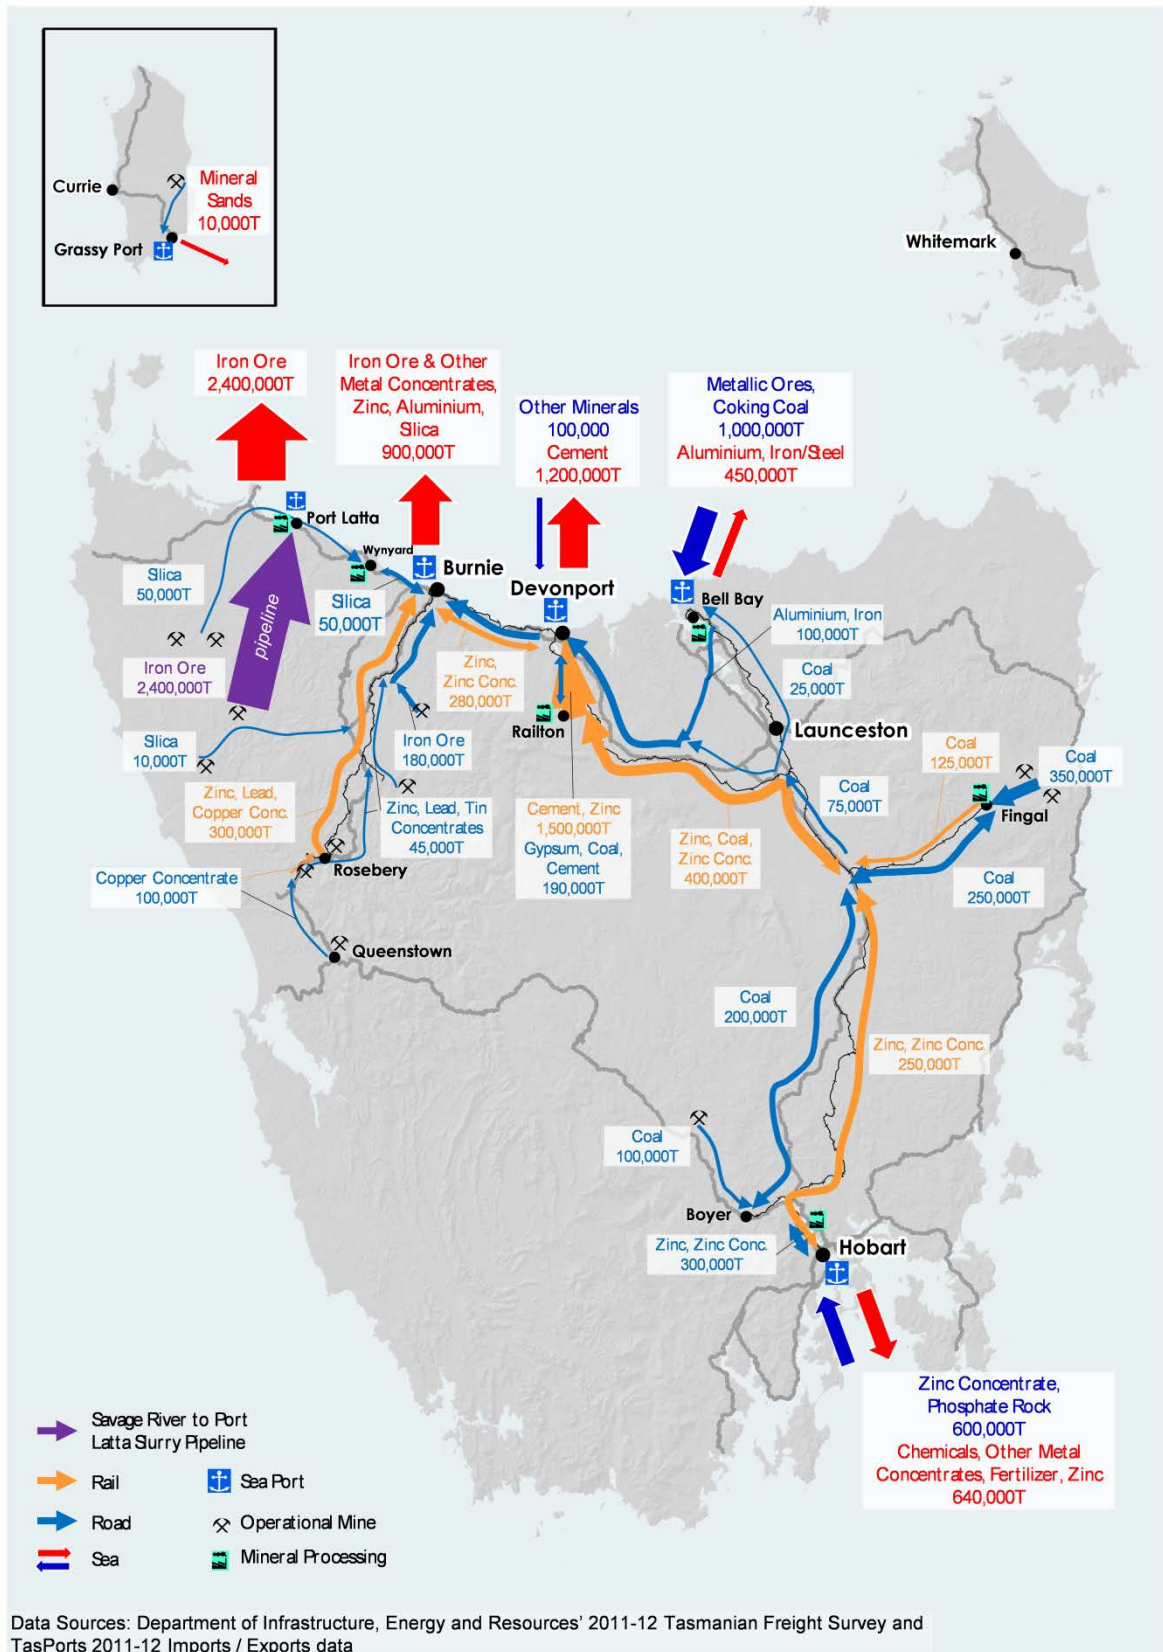 Currie
Mineral
Sands
10,000T
Grassy Port
Whitemark
Iron Ore
2,400,000T
Iron Ore & Other
Metal Concentrates,
Zinc, Aluminium,
Silica
900,000T
Other Minerals
100,000
Cement
1,200,000T
Metallic Ores,
Coking Coal
1,000,000T
Aluminium, Iron/Steel
450,000T
Port Latta
Wynyard
Burnie
Devonport
Bell Bay
Silica
50,000T
Silica
50,000T
Aluminium, Iron
100,000T
pipeline
Iron Ore
2,400,000T
Zinc,
Zinc Conc.
280,000T
Coal
25,000T
Railton
Launceston
Silica
10,000T
Iron Ore
180,000T
Coal
125,000T
Coal
350,000T
Coal
75,000T
Fingal
Zinc, Lead,
Copper Conc.
300,000T
Zinc, Lead, Tin
Concentrates
45,000T
Cement, Zinc
1,500,000T
Gypsum, Coal,
Cement
190,000T
Zinc, Coal,
Zinc Conc.
400,000T
Rosebery
Copper Concentrate
100,000T
Coal
250,000T
Queenstown
Coal
200,000T
Zinc, Zinc Conc.
250,000T
Coal
100,000T
Boyer
Zinc, Zinc Conc.
300,000T
Hobart
Zinc Concentrate,
Phosphate Rock
600,000T
Chemicals, Other Metal
Concentrates, Fertilizer, Zinc
640,000T
Savage River to Port
Latta Slurry Pipeline
Rail
Sea Port
Road
Operational Mine
Sea
Mineral Processing
Data Sources: Department of Infrastructure, Energy and Resources' 2011-12 Tasmanian Freight Survey and
TasPorts 2011-12 Imports / Exports data